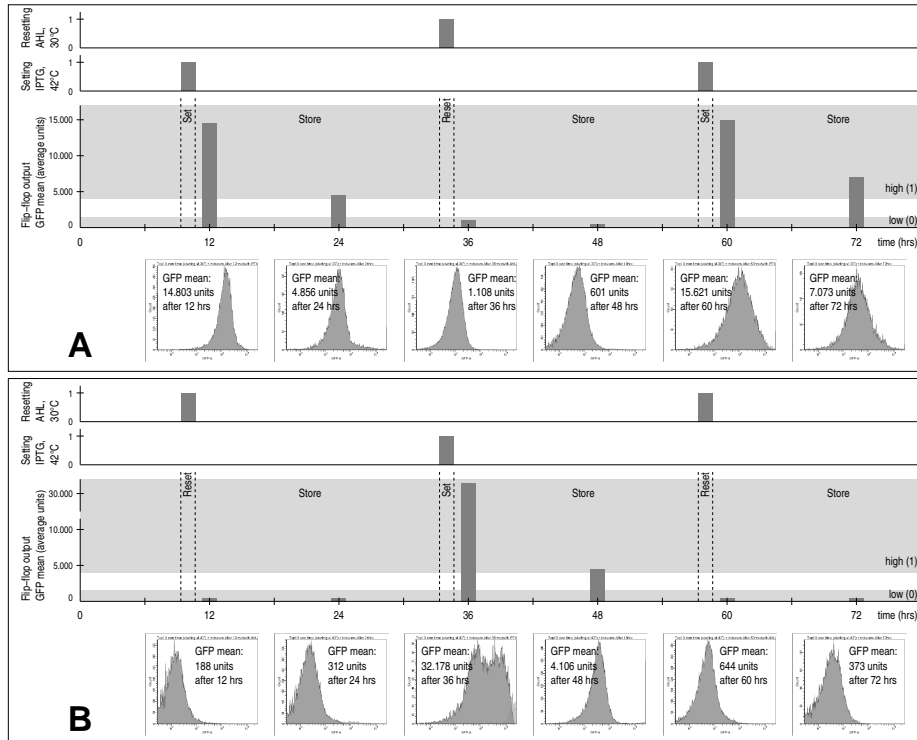 Resetting
AHL,
30°C
1
0
Setting
IPTG,
42°C
1
0
Flip-flop output
GFP mean (average units)
15.000
10.000
5.000
0
Set
Store
Reset
Store
Set
Store
high (1)
low (0)
0
12
24
36
48
60
72
time (hrs)
GFP mean:
14.803 units
after 12 hrs
GFP mean:
4.856 units
after 24 hrs
GFP mean:
1.108 units
after 36 hrs
GFP mean:
601 units
after 48 hrs
GFP mean:
15.621 units
after 60 hrs
GFP mean:
7.073 units
after 72 hrs
A
Resetting
AHL,
30°C
1
0
Setting
IPTG,
42°C
1
0
Flip-flop output
GFP mean (average units)
30.000
10.000
5.000
0
Reset
Store
Set
Store
Reset
Store
high (1)
low (0)
0
12
24
36
48
60
72
time (hrs)
GFP mean:
188 units
after 12 hrs
GFP mean:
312 units
after 24 hrs
GFP mean:
32.178 units
after 36 hrs
GFP mean:
4.106 units
after 48 hrs
GFP mean:
644 units
after 60 hrs
GFP mean:
373 units
after 72 hrs
B